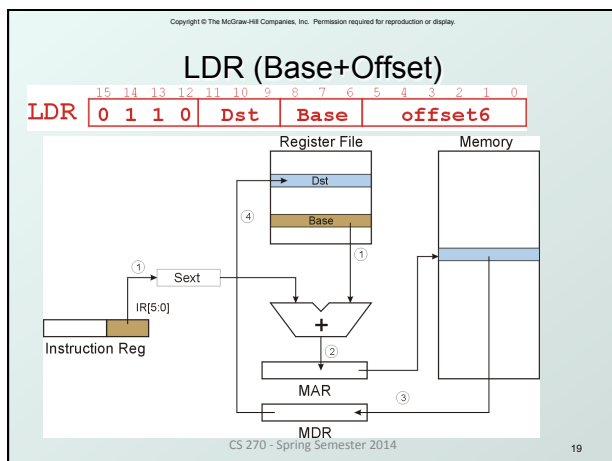 Copyright © The McGraw-Hill Companies, Inc. Permission required for reproduction or display.
LDR (Base+Offset)
15 14 13 12 11 10 9 8 7 6 5 4 3 2 1 0
LDR 0 1 1 0 Dst Base offset6
Register File Memory
Dst
4
Base
1
1
Sext
IR[5:0]
+
Instruction Reg
2
MAR
3
MDR
CS 270 - Spring Semester 2014
19